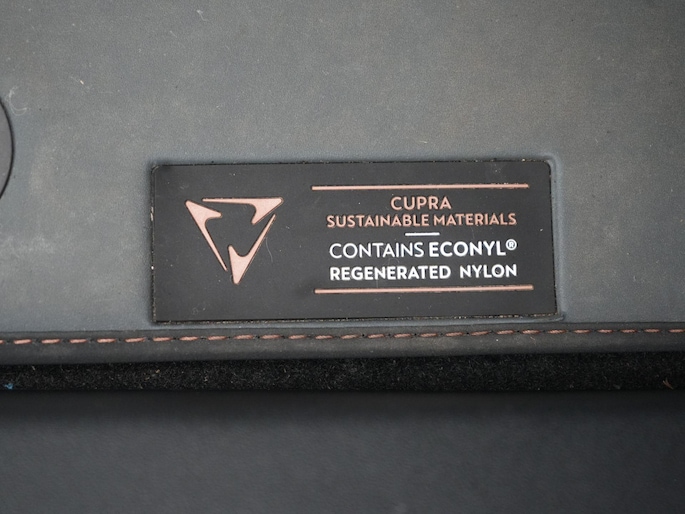 CUPRA
SUSTAINABLE MATERIALS
CONTAINS ECONYL®
REGENERATED NYLON